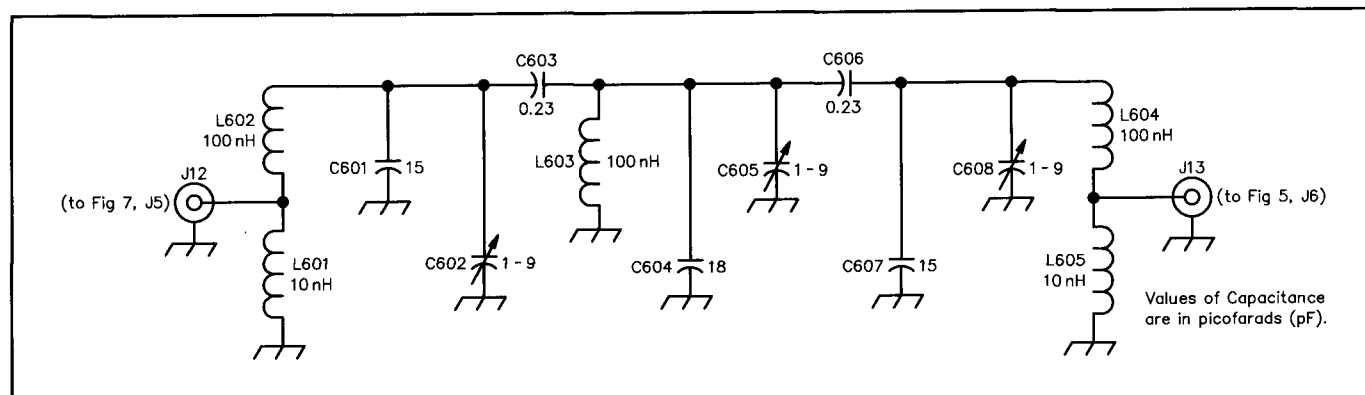 C603
0.23
C606
0.23
L602
100 nH
C601 15
L603 100 nH
C605 1 - 9
C608 1 - 9
L604
100 nH
J12
(to Fig 7, J5)
J13
(to Fig 5, J6)
L601
10 nH
C602 1 - 9
C604 18
C607 15
L605
10 nH
Values of Capacitance
are in picofarads (pF).